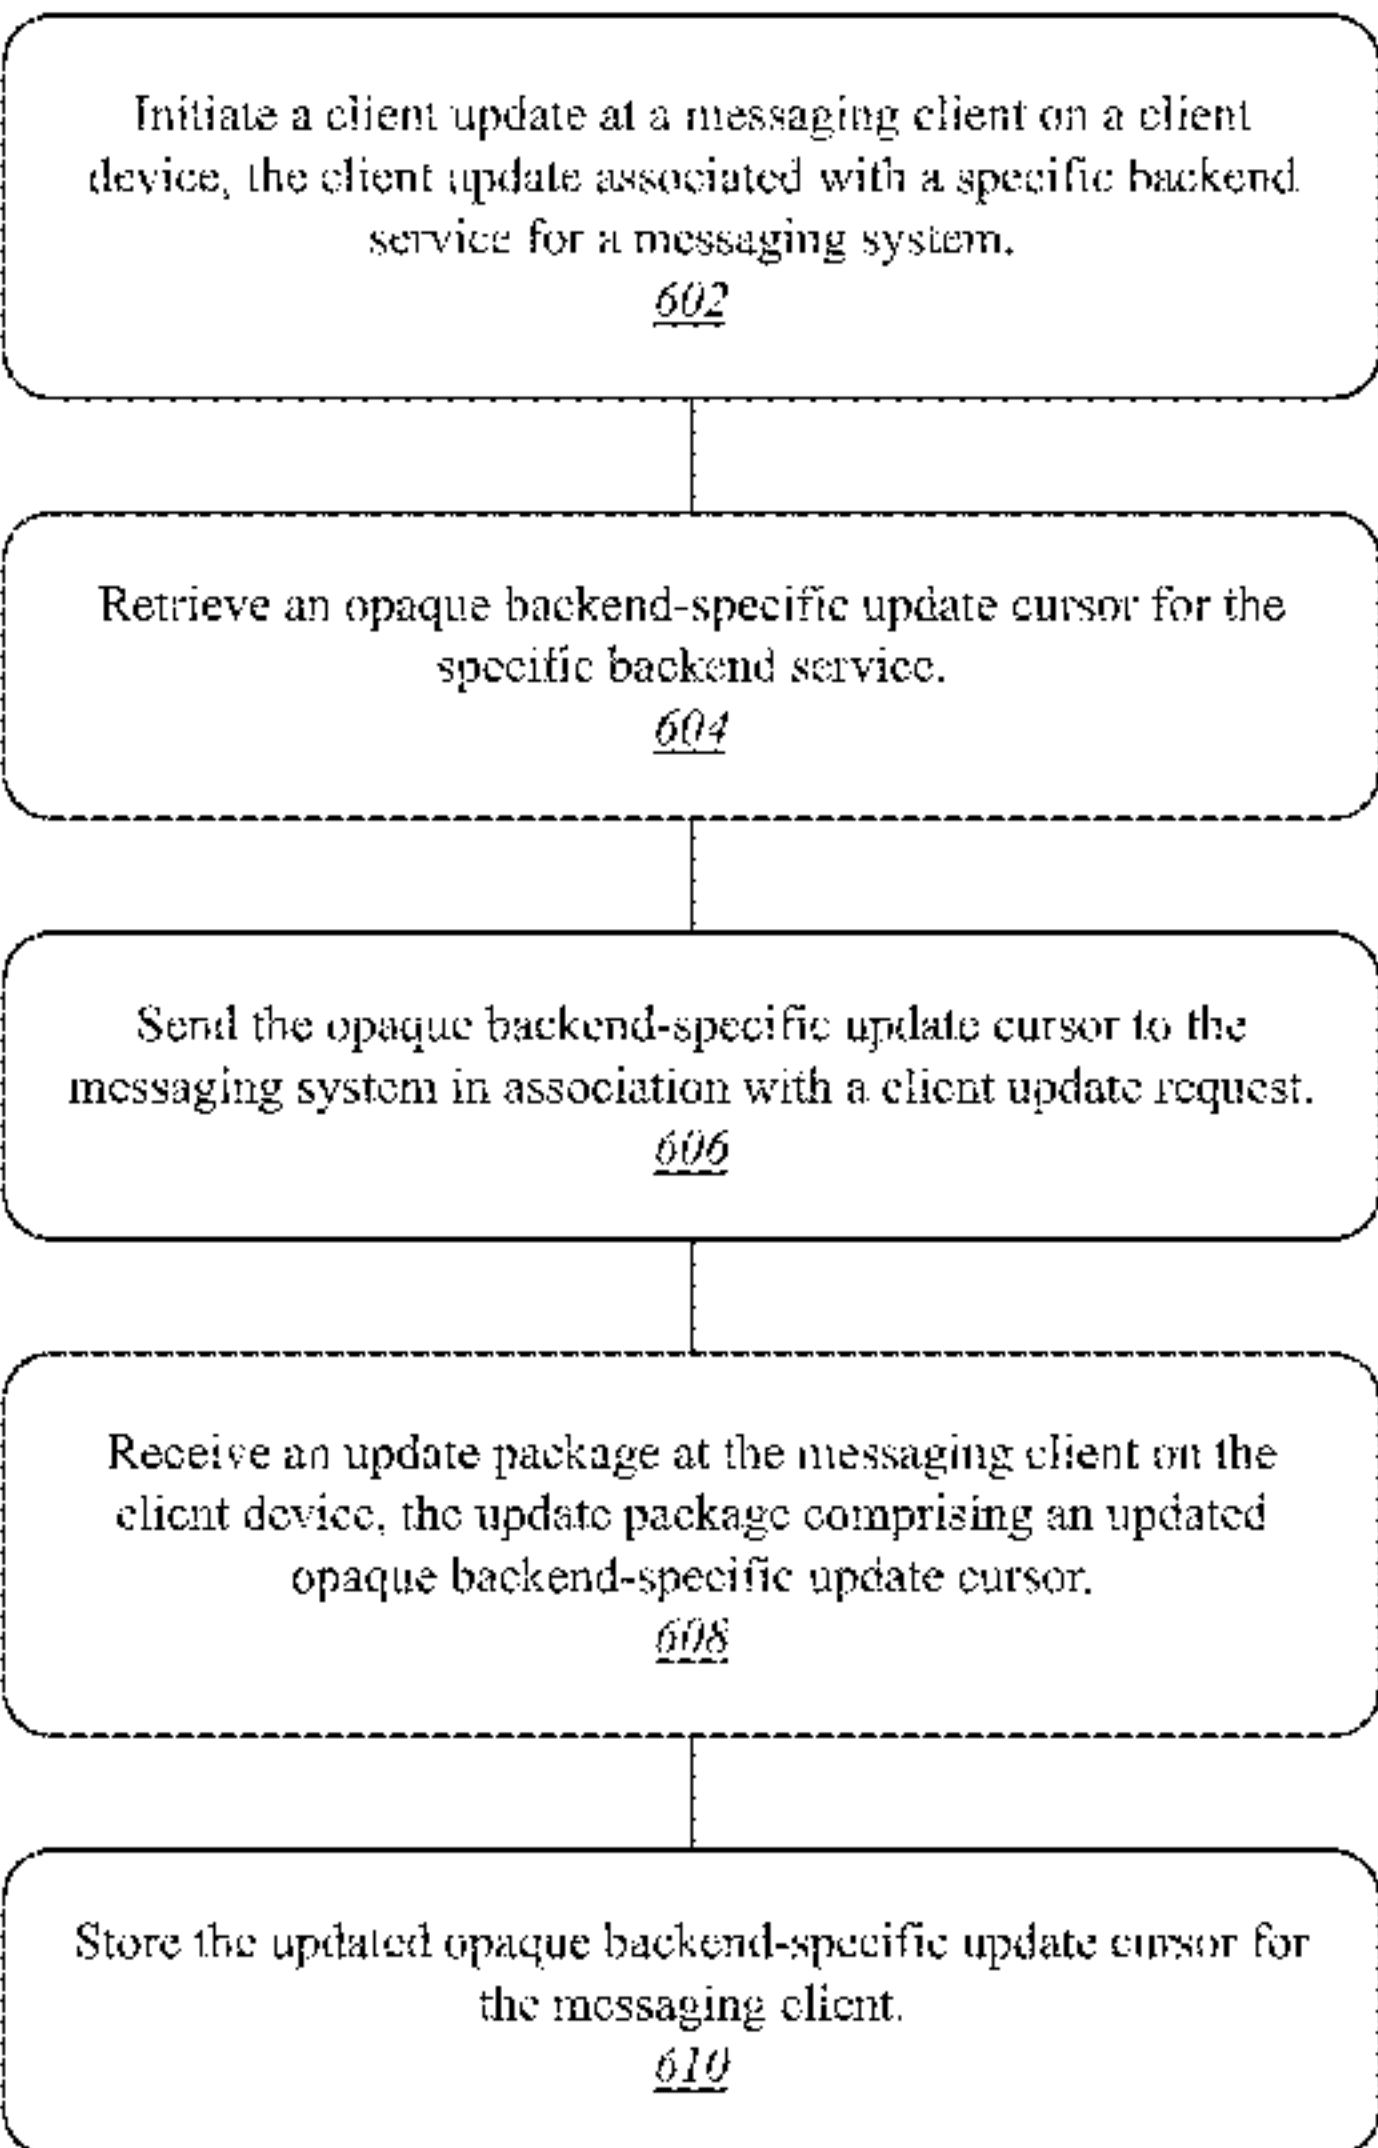 Initiate a client update at a messaging client on a client
device, the client update associated with a specific backend
service for a messaging system.
602
Retrieve an opaque backend-specific update cursor for the
specific backend service.
604
Send the opaque backend-specific update cursor to the
messaging system in association with a client update request.
606
Receive an update package at the messaging client on the
client device, the update package comprising an updated
opaque backend-specific update cursor.
608
Store the updated opaque backend-specific update cursor for
the messaging client.
610